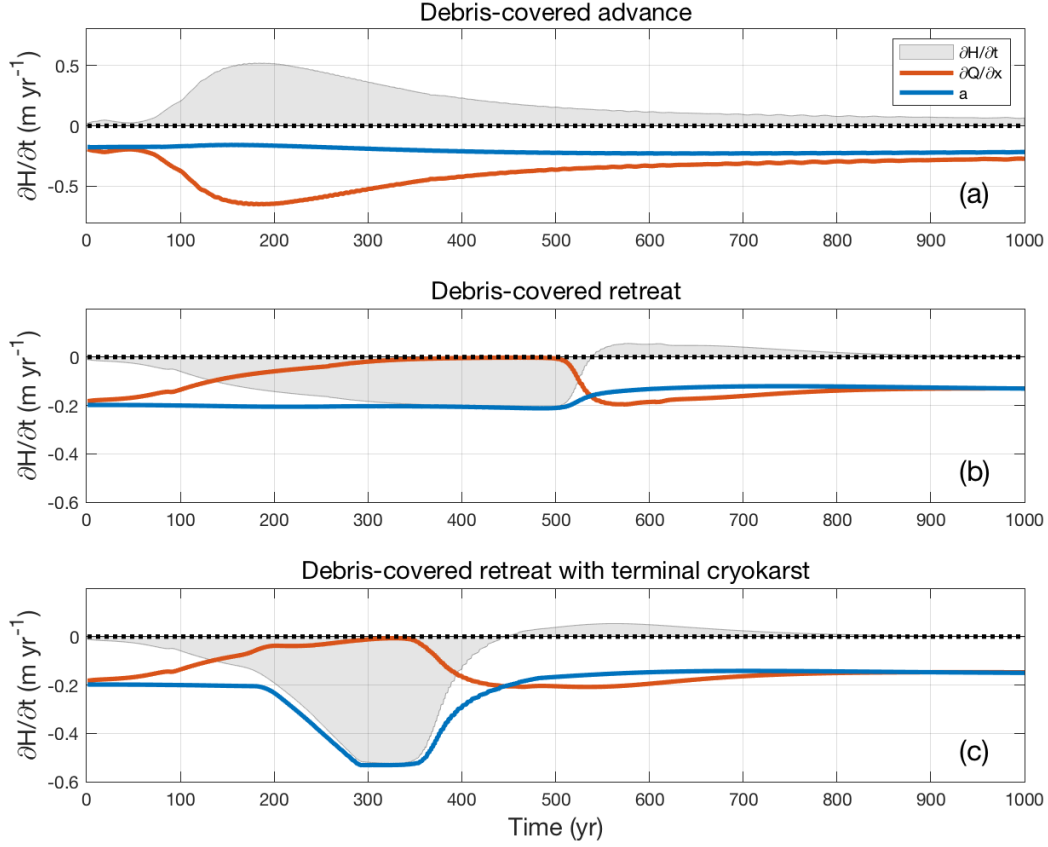 Debris-covered advance
∂H/∂t (m yr⁻¹)
0.5
0
-0.5
∂H/∂t
∂Q/∂x
a
(a)
0 100 200 300 400 500 600 700 800 900 1000
Debris-covered retreat
∂H/∂t (m yr⁻¹)
0
-0.2
-0.4
-0.6
(b)
0 100 200 300 400 500 600 700 800 900 1000
Debris-covered retreat with terminal cryokarst
∂H/∂t (m yr⁻¹)
0
-0.2
-0.4
-0.6
(c)
0 100 200 300 400 500 600 700 800 900 1000
Time (yr)